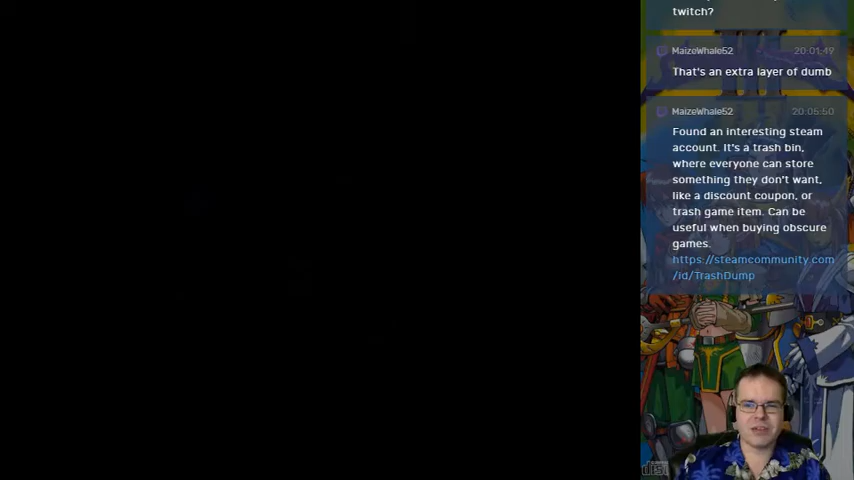 twitch?
MaizeWhale52 20:01:49
That's an extra layer of dumb
MaizeWhale52 20:05:50
Found an interesting steam
account. It's a trash bin,
where everyone can store
something they don't want,
like a discount coupon, or
trash game item. Can be
useful when buying obscure
games.
https://steamcommunity.com
/id/TrashDump